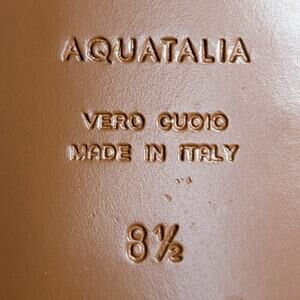 AQUATALIA
VERO CUOIO
MADE IN ITALY
8½